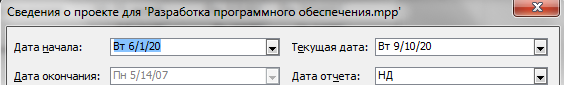 Сведения о проекте для 'Разработка программного обеспечения.mpp'
Дата начала: Вт 6/1/20 Текущая дата: Вт 9/10/20
Дата окончания: Пн 5/14/07 Дата отчета: НД